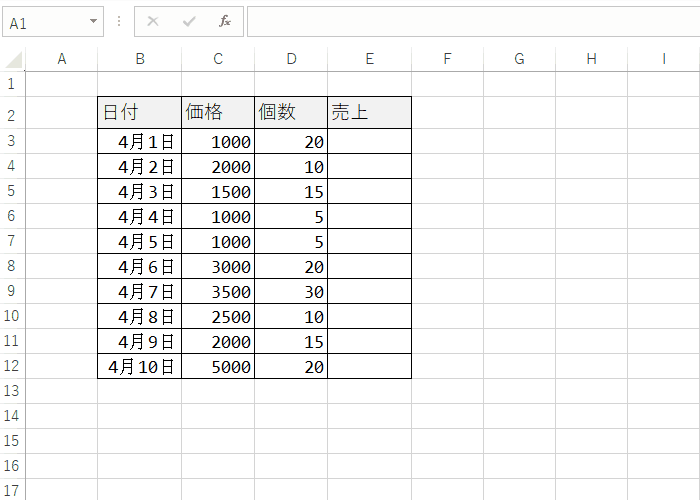 A1 fx
A B C D E F G H I
1
2 日付 価格 個数 売上
3 4月1日 1000 20
4 4月2日 2000 10
5 4月3日 1500 15
6 4月4日 1000 5
7 4月5日 1000 5
8 4月6日 3000 20
9 4月7日 3500 30
10 4月8日 2500 10
11 4月9日 2000 15
12 4月10日 5000 20
13
14
15
16
17